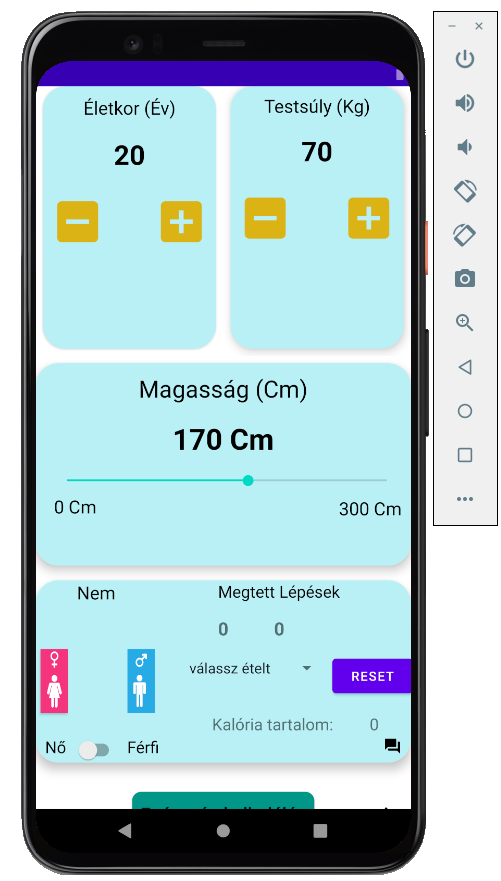 Életkor (Év)
20
Testsúly (Kg)
70
Magasság (Cm)
170 Cm
0 Cm
300 Cm
Nem
Megtett Lépések
0
0
válassz ételt
RESET
Kalória tartalom:
0
Nő
Férfi